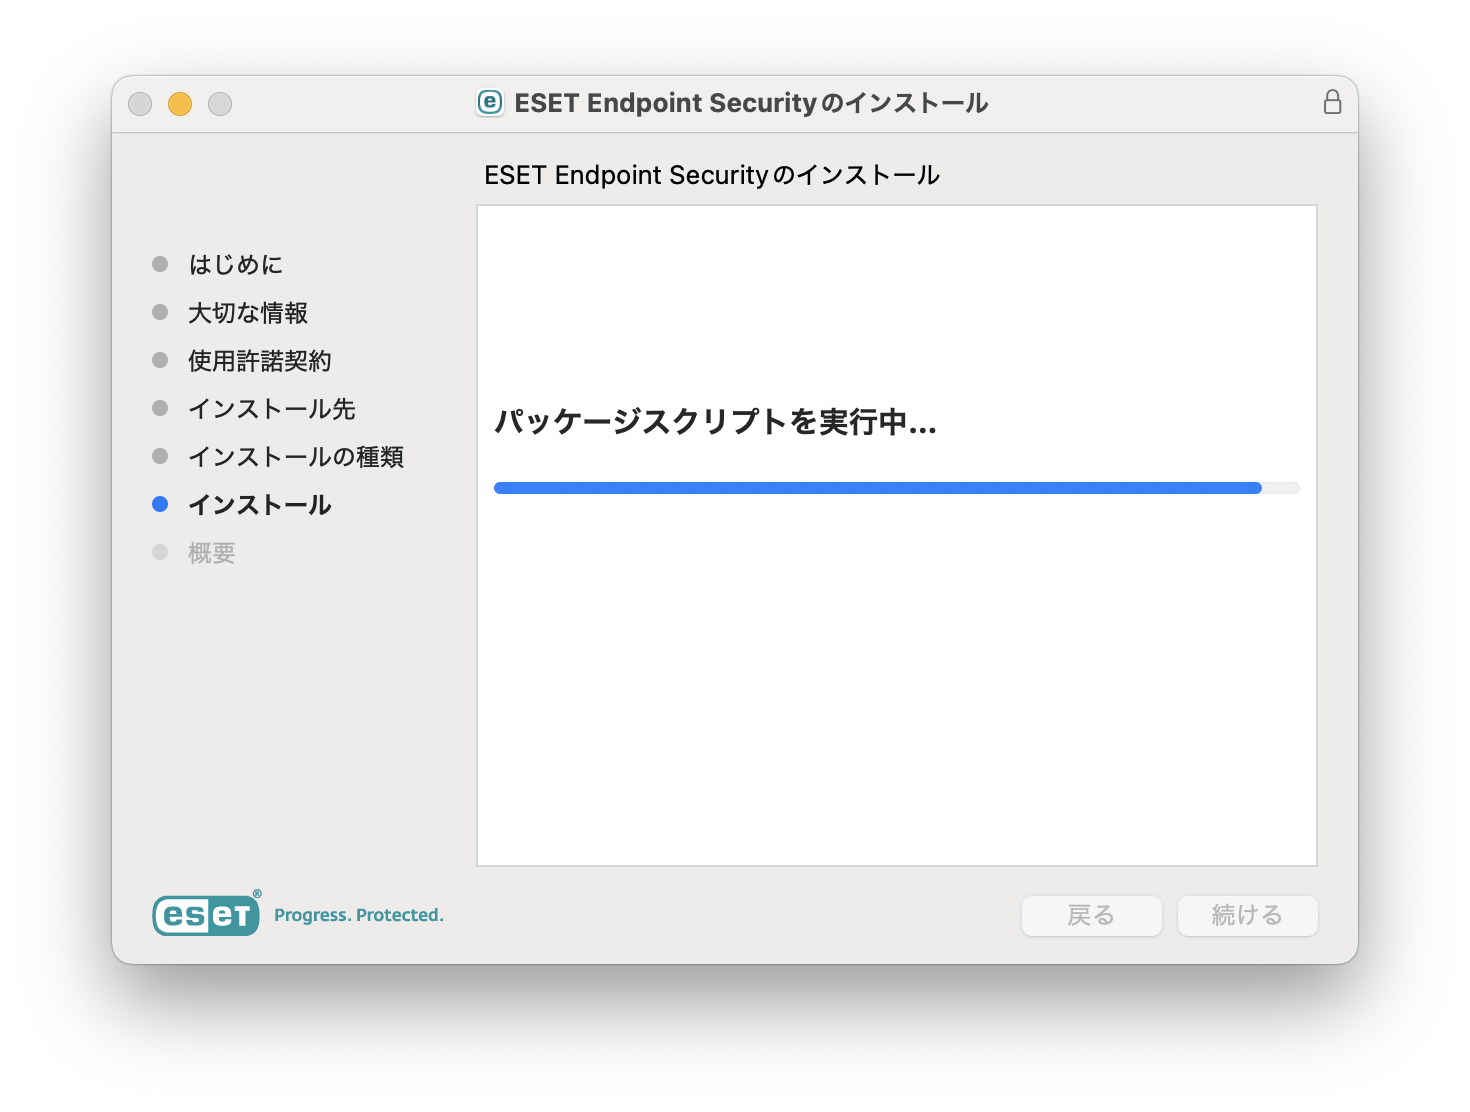 ESET Endpoint Securityのインストール
ESET Endpoint Securityのインストール
はじめに
大切な情報
使用許諾契約
インストール先
インストールの種類
インストール
概要
パッケージスクリプトを実行中...
eset® Progress. Protected.
戻る
続ける